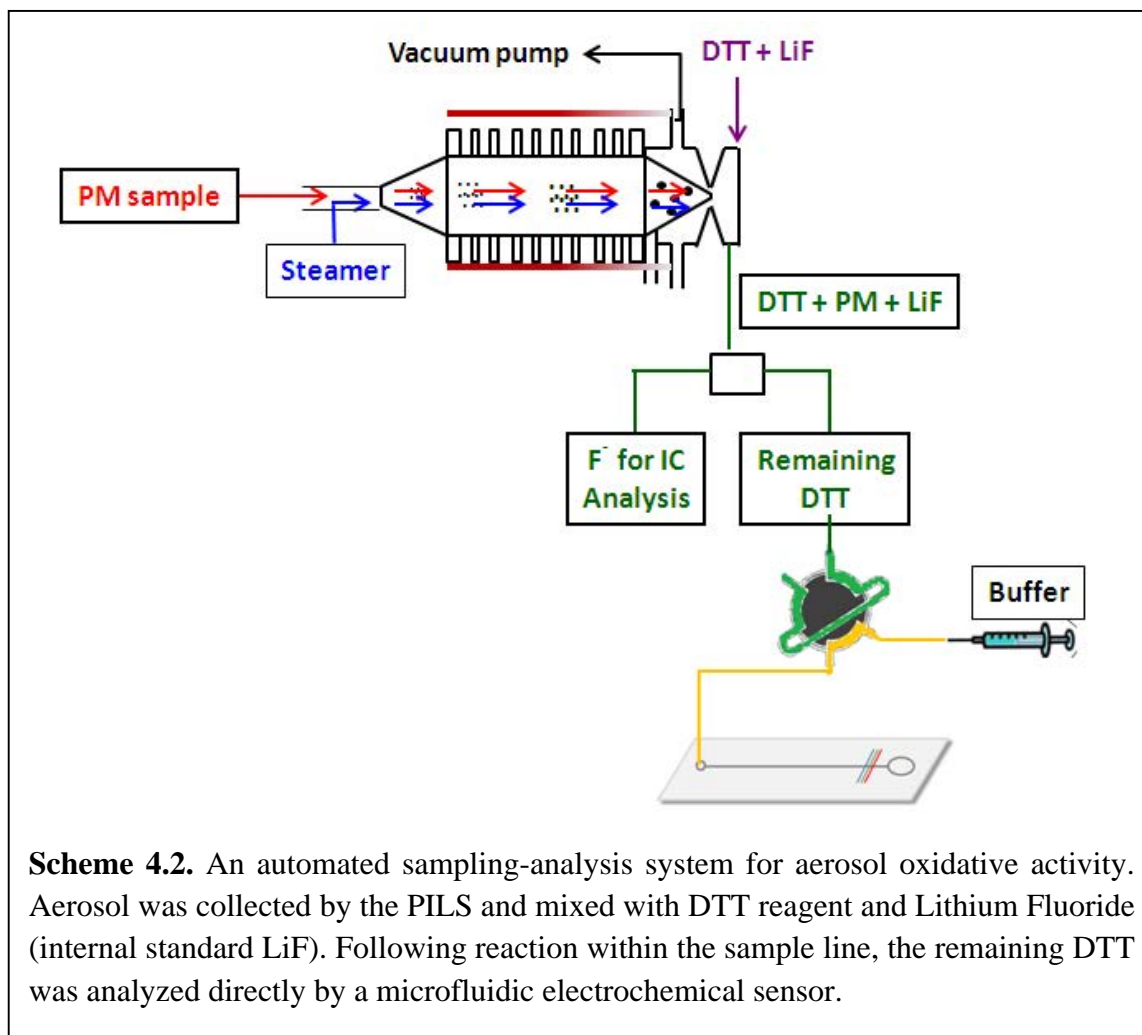 Vacuum pump
DTT + LiF
PM sample
Steamer
DTT + PM + LiF
F⁻ for IC
Analysis
Remaining
DTT
Buffer
Scheme 4.2. An automated sampling-analysis system for aerosol oxidative activity.
Aerosol was collected by the PILS and mixed with DTT reagent and Lithium Fluoride
(internal standard LiF). Following reaction within the sample line, the remaining DTT
was analyzed directly by a microfluidic electrochemical sensor.